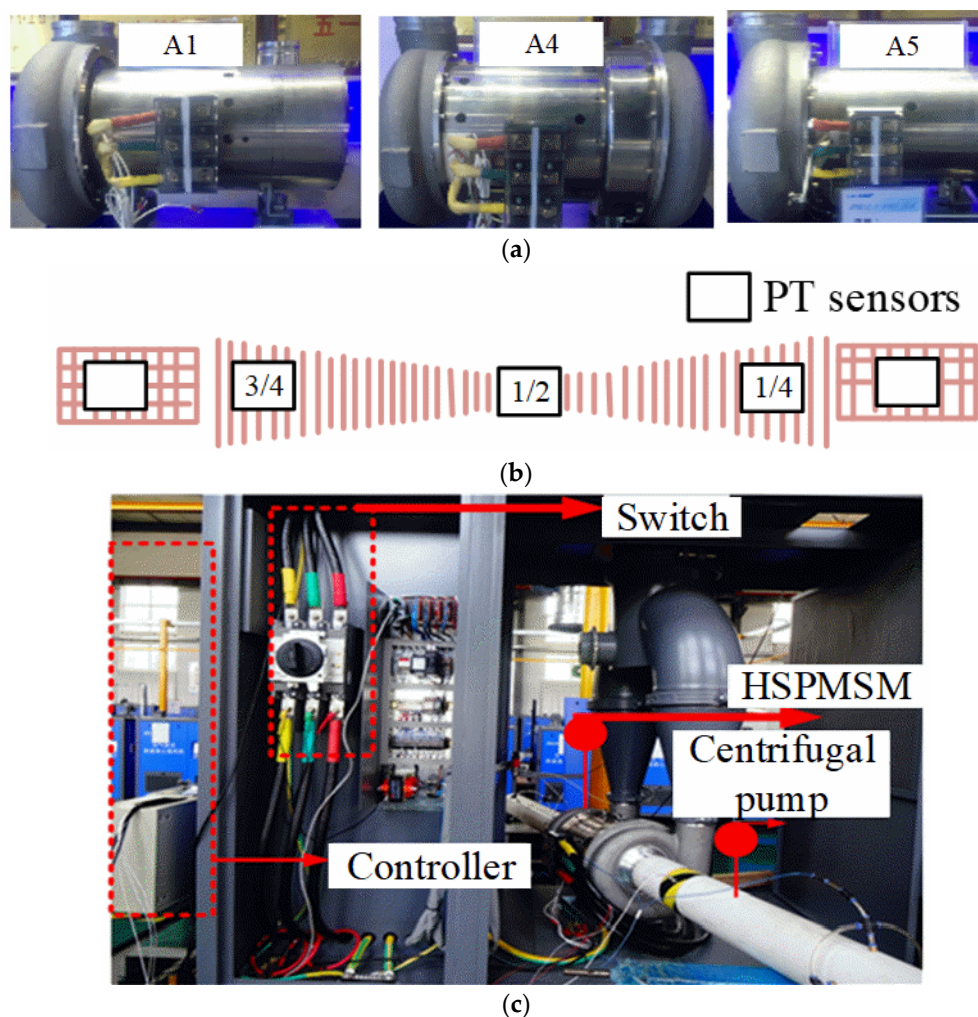 A1
A4
A5
(a)
PT sensors
3/4
1/2
1/4
(b)
Switch
HSPMSM
Centrifugal
pump
Controller
(c)